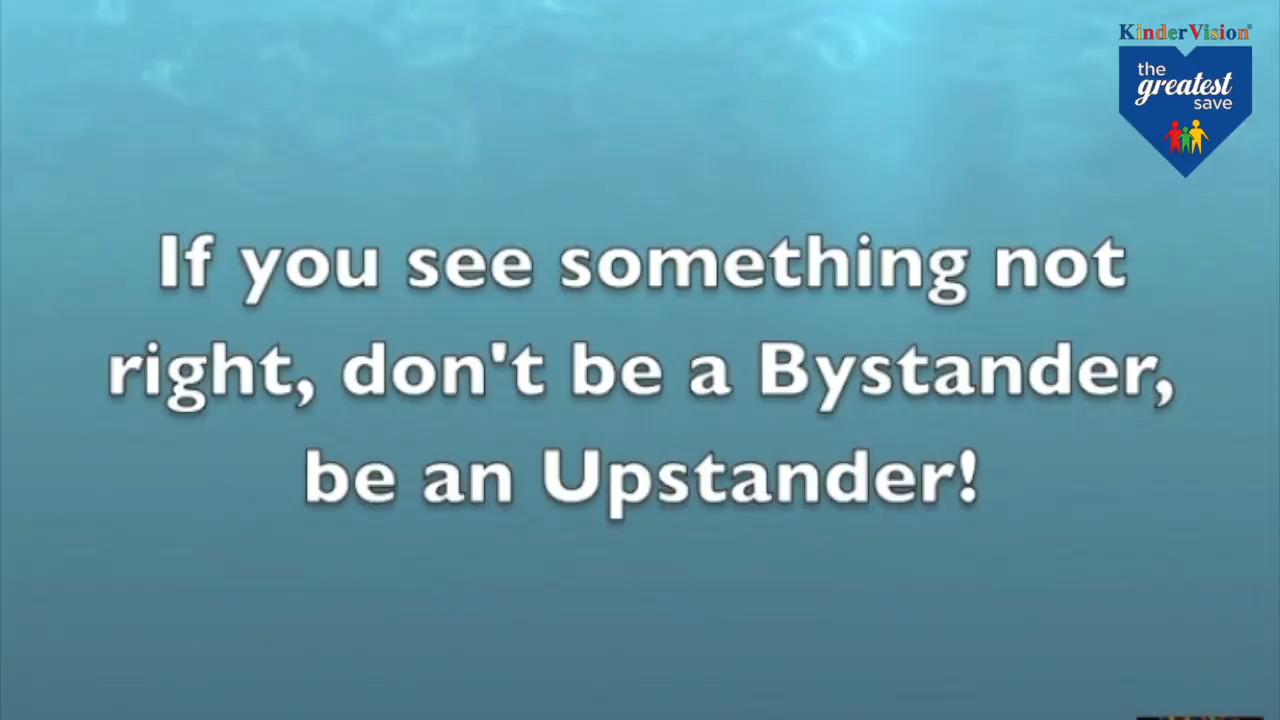 KinderVision®
the
greatest
save
If you see something not
right, don't be a Bystander,
be an Upstander!